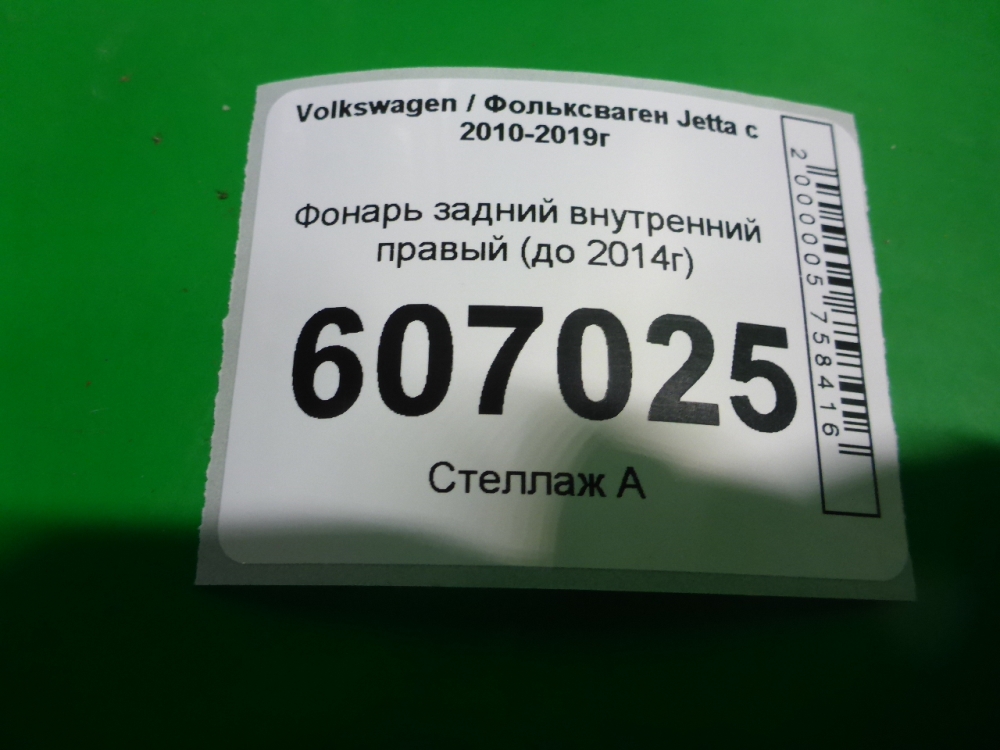 Volkswagen / Фольксваген Jetta с
2010-2019г
Фонарь задний внутренний
правый (до 2014г)
607025
Стеллаж А
2000005758416